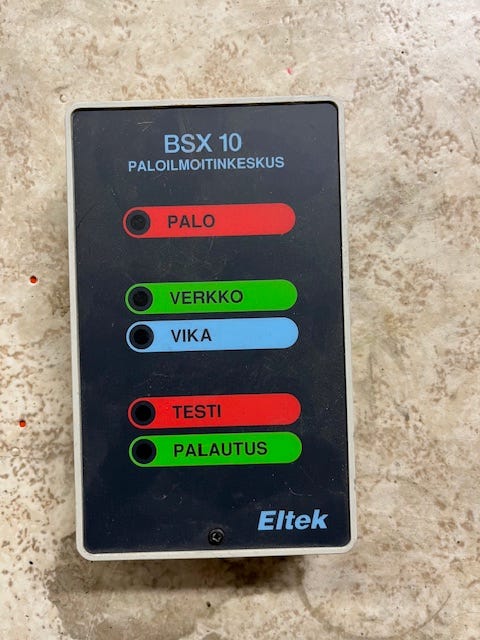 BSX 10
PALOILMOITINKESKUS
PALO
VERKKO
VIKA
TESTI
PALAUTUS
Eltek